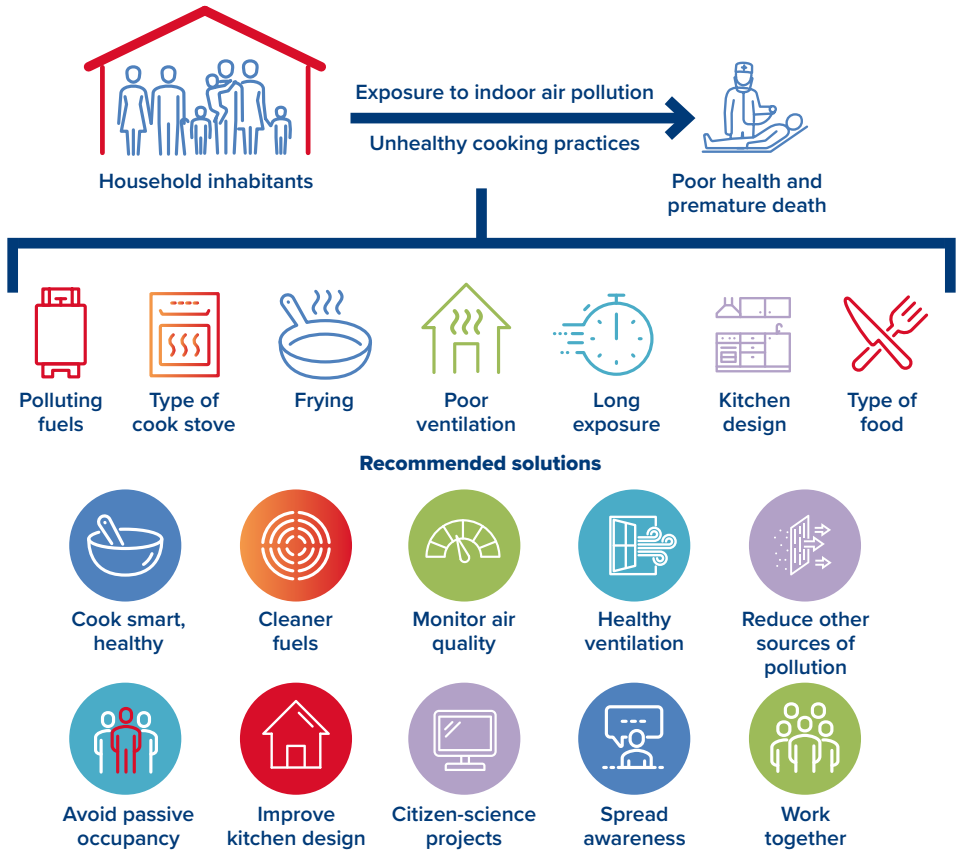 Exposure to indoor air pollution
Unhealthy cooking practices
Household inhabitants
Poor health and
premature death
Polluting
fuels
Type of
cook stove
Frying
Poor
ventilation
Long
exposure
Kitchen
design
Type of
food
Recommended solutions
Cook smart,
healthy
Cleaner
fuels
Monitor air
quality
Healthy
ventilation
Reduce other
sources of
pollution
Avoid passive
occupancy
Improve
kitchen design
Citizen-science
projects
Spread
awareness
Work
together